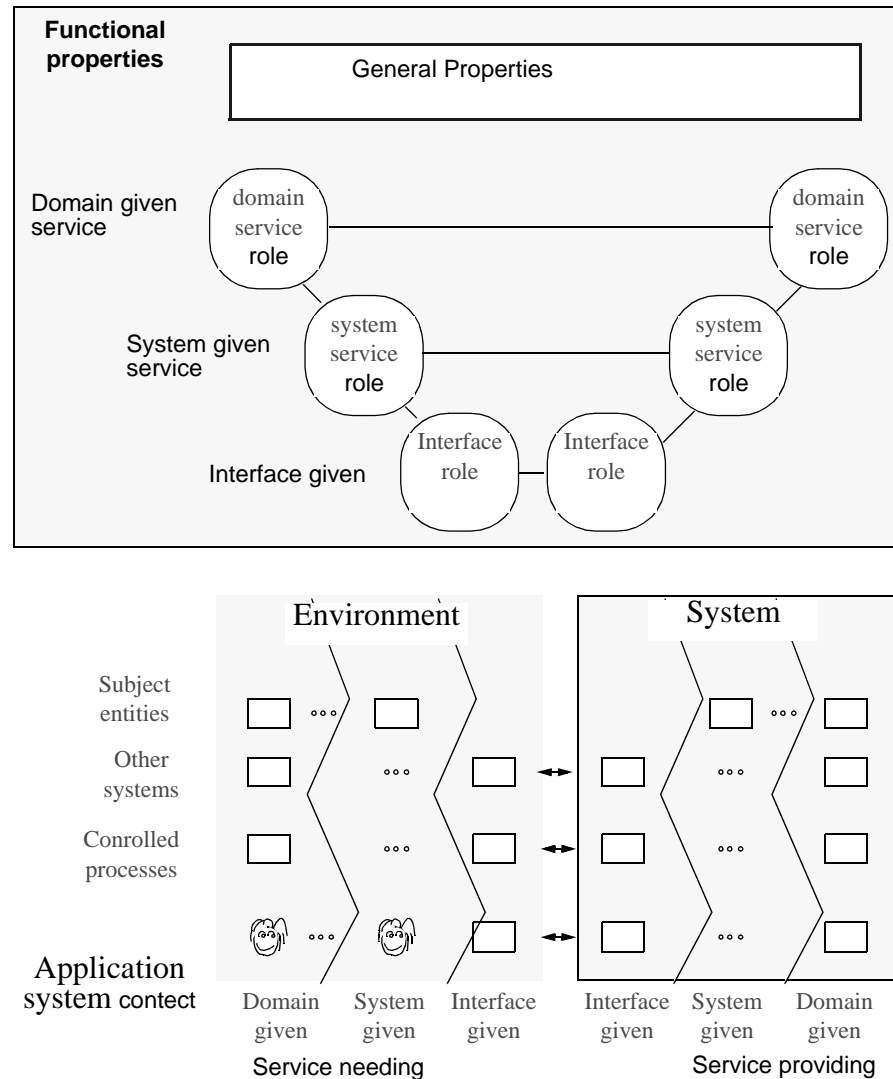 Functional
properties
General Properties
Domain given
service
domain
service
role
domain
service
role
System given
service
system
service
role
system
service
role
Interface given
Interface
role
Interface
role
Environment
System
Subject
entities
Other
systems
Conrolled
processes
Application
system contect
Domain
given
System
given
Interface
given
Interface
given
System
given
Domain
given
Service needing
Service providing